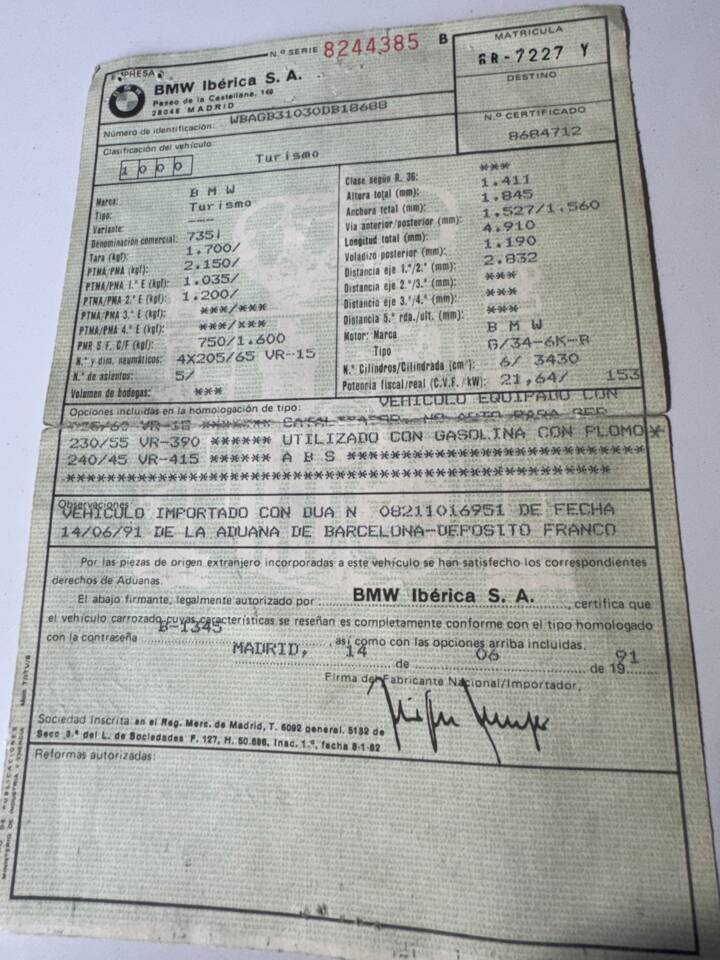 N.º SERIE 8244385 B
MATRICULA
GR-7227 Y
EMPRESA
BMW Ibérica S. A.
Paseo de la Castellana, 149
28046 MADRID
DESTINO
Número de identificación: WBAGB31030DB18688
N.º CERTIFICADO
8684712
Clasificación del vehículo:
1000 Turismo
Marca: B M W
Tipo: Turismo
Variante: ---
Denominación comercial: 735i
Tara (kgf): 1.700/
PTMA/PMA (kgf): 2.150/
PTMA/PMA 1.º E (kgf): 1.035/
PTMA/PMA 2.º E (kgf): 1.200/
PTMA/PMA 3.º E (kgf): ***/***
PTMA/PMA 4.º E (kgf): ***/***
PMR S F. C/F (kgf): 750/1.600
N.º y dim. neumáticos: 4X205/65 VR-15
N.º de asientos: 5/
Volumen de bodegas: ***
Clase según R. 36: ***
Altura total (mm): 1.411
Anchura total (mm): 1.845
Vía anterior/posterior (mm): 1.527/1.560
Longitud total (mm): 4.910
Voladizo posterior (mm): 1.190
Distancia eje 1.º/2.º (mm): 2.832
Distancia eje 2.º/3.º (mm): ***
Distancia eje 3.º/4.º (mm): ***
Distancia 5.ª rda./ult. (mm): ***
Motor: Marca B M W
Tipo G/34-6K-R
N.º Cilindros/Cilindrada (cm³): 6/ 3430
Potencia fiscal/real (C.V.F./kW): 21,64/ 153
Opciones incluidas en la homologación de tipo: VEHICULO EQUIPADO CON
CATALIZADOR, NO APTO PARA SER
230/55 VR-390 ****** UTILIZADO CON GASOLINA CON PLOMO*
240/45 VR-415 ****** A B S **************************
*****************************************************
Observaciones:
VEHICULO IMPORTADO CON DUA N 08211016951 DE FECHA
14/06/91 DE LA ADUANA DE BARCELONA-DEPOSITO FRANCO
Por las piezas de origen extranjero incorporadas a este vehículo se han satisfecho los correspondientes
derechos de Aduanas.
El abajo firmante, legalmente autorizado por BMW Ibérica S. A., certifica que
el vehículo carrozado cuyas características se reseñan es completamente conforme con el tipo homologado
con la contraseña B-1345, así como con las opciones arriba incluidas.
MADRID, 14 de 06 de 1991
Firma del Fabricante Nacional/Importador,
Sociedad Inscrita en el Reg. Merc. de Madrid, T. 6092 general. 5182 de
Secc 3.ª del L. de Sociedades F. 127, H. 50.686, Insc. 1.ª, fecha 8-1-82
Reformas autorizadas: